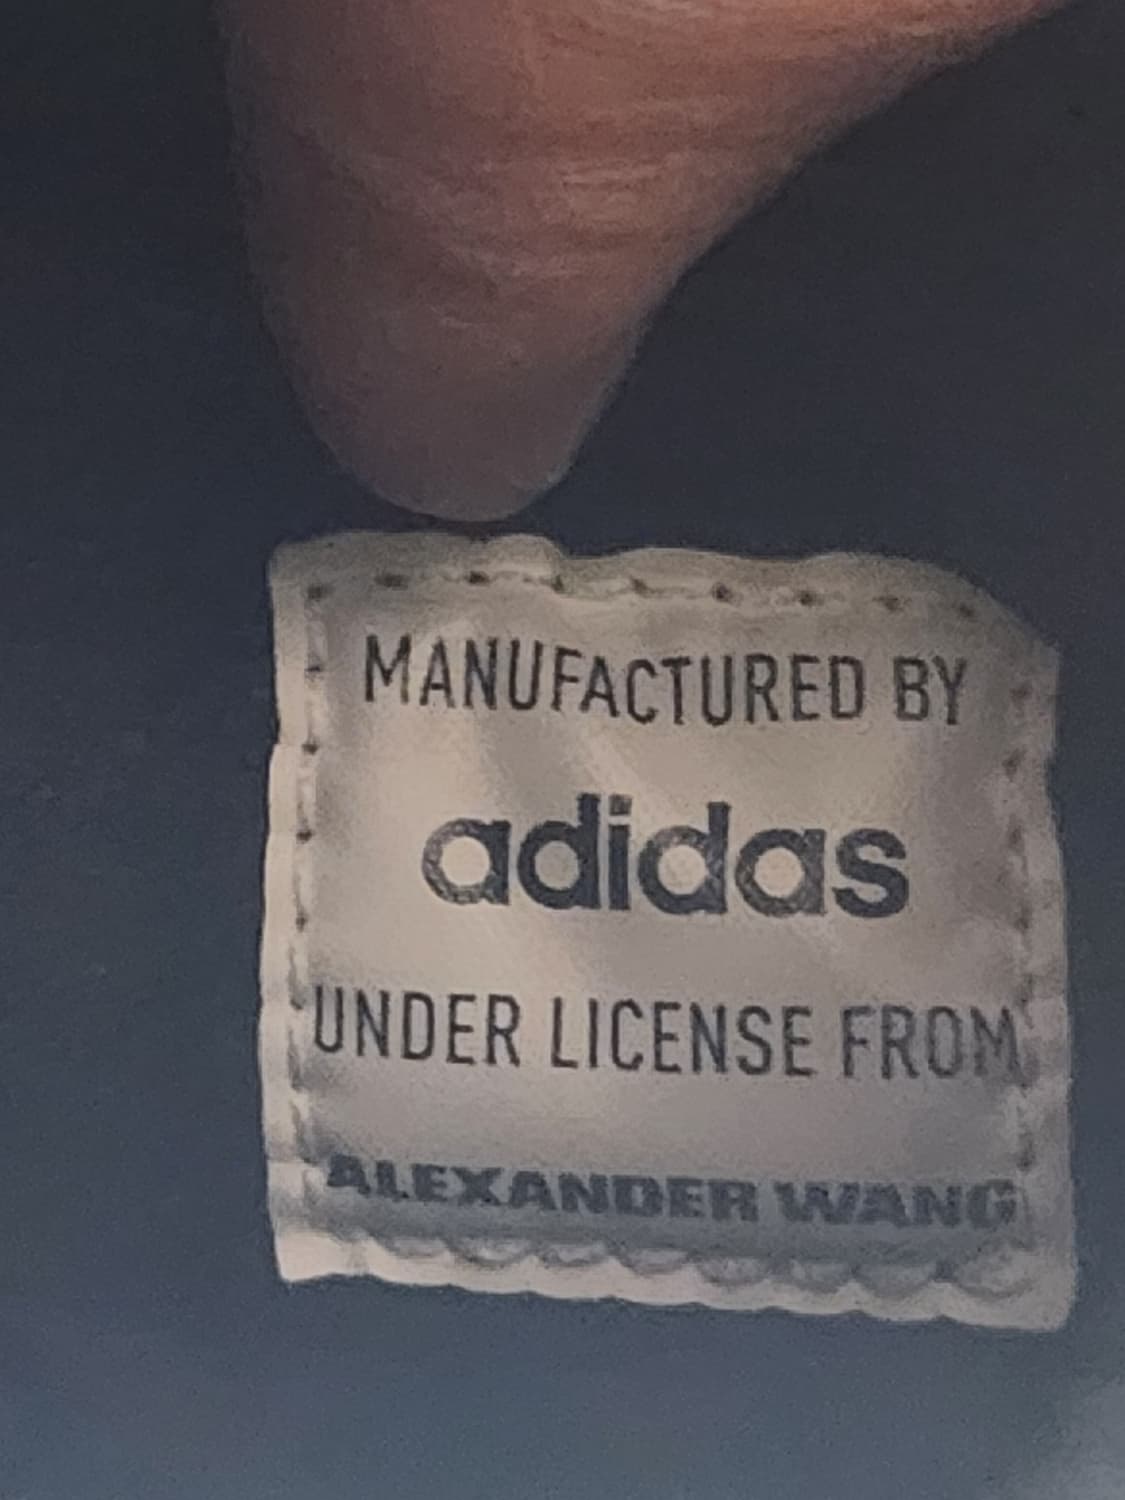 MANUFACTURED BY
adidas
UNDER LICENSE FROM
ALEXANDER WANG